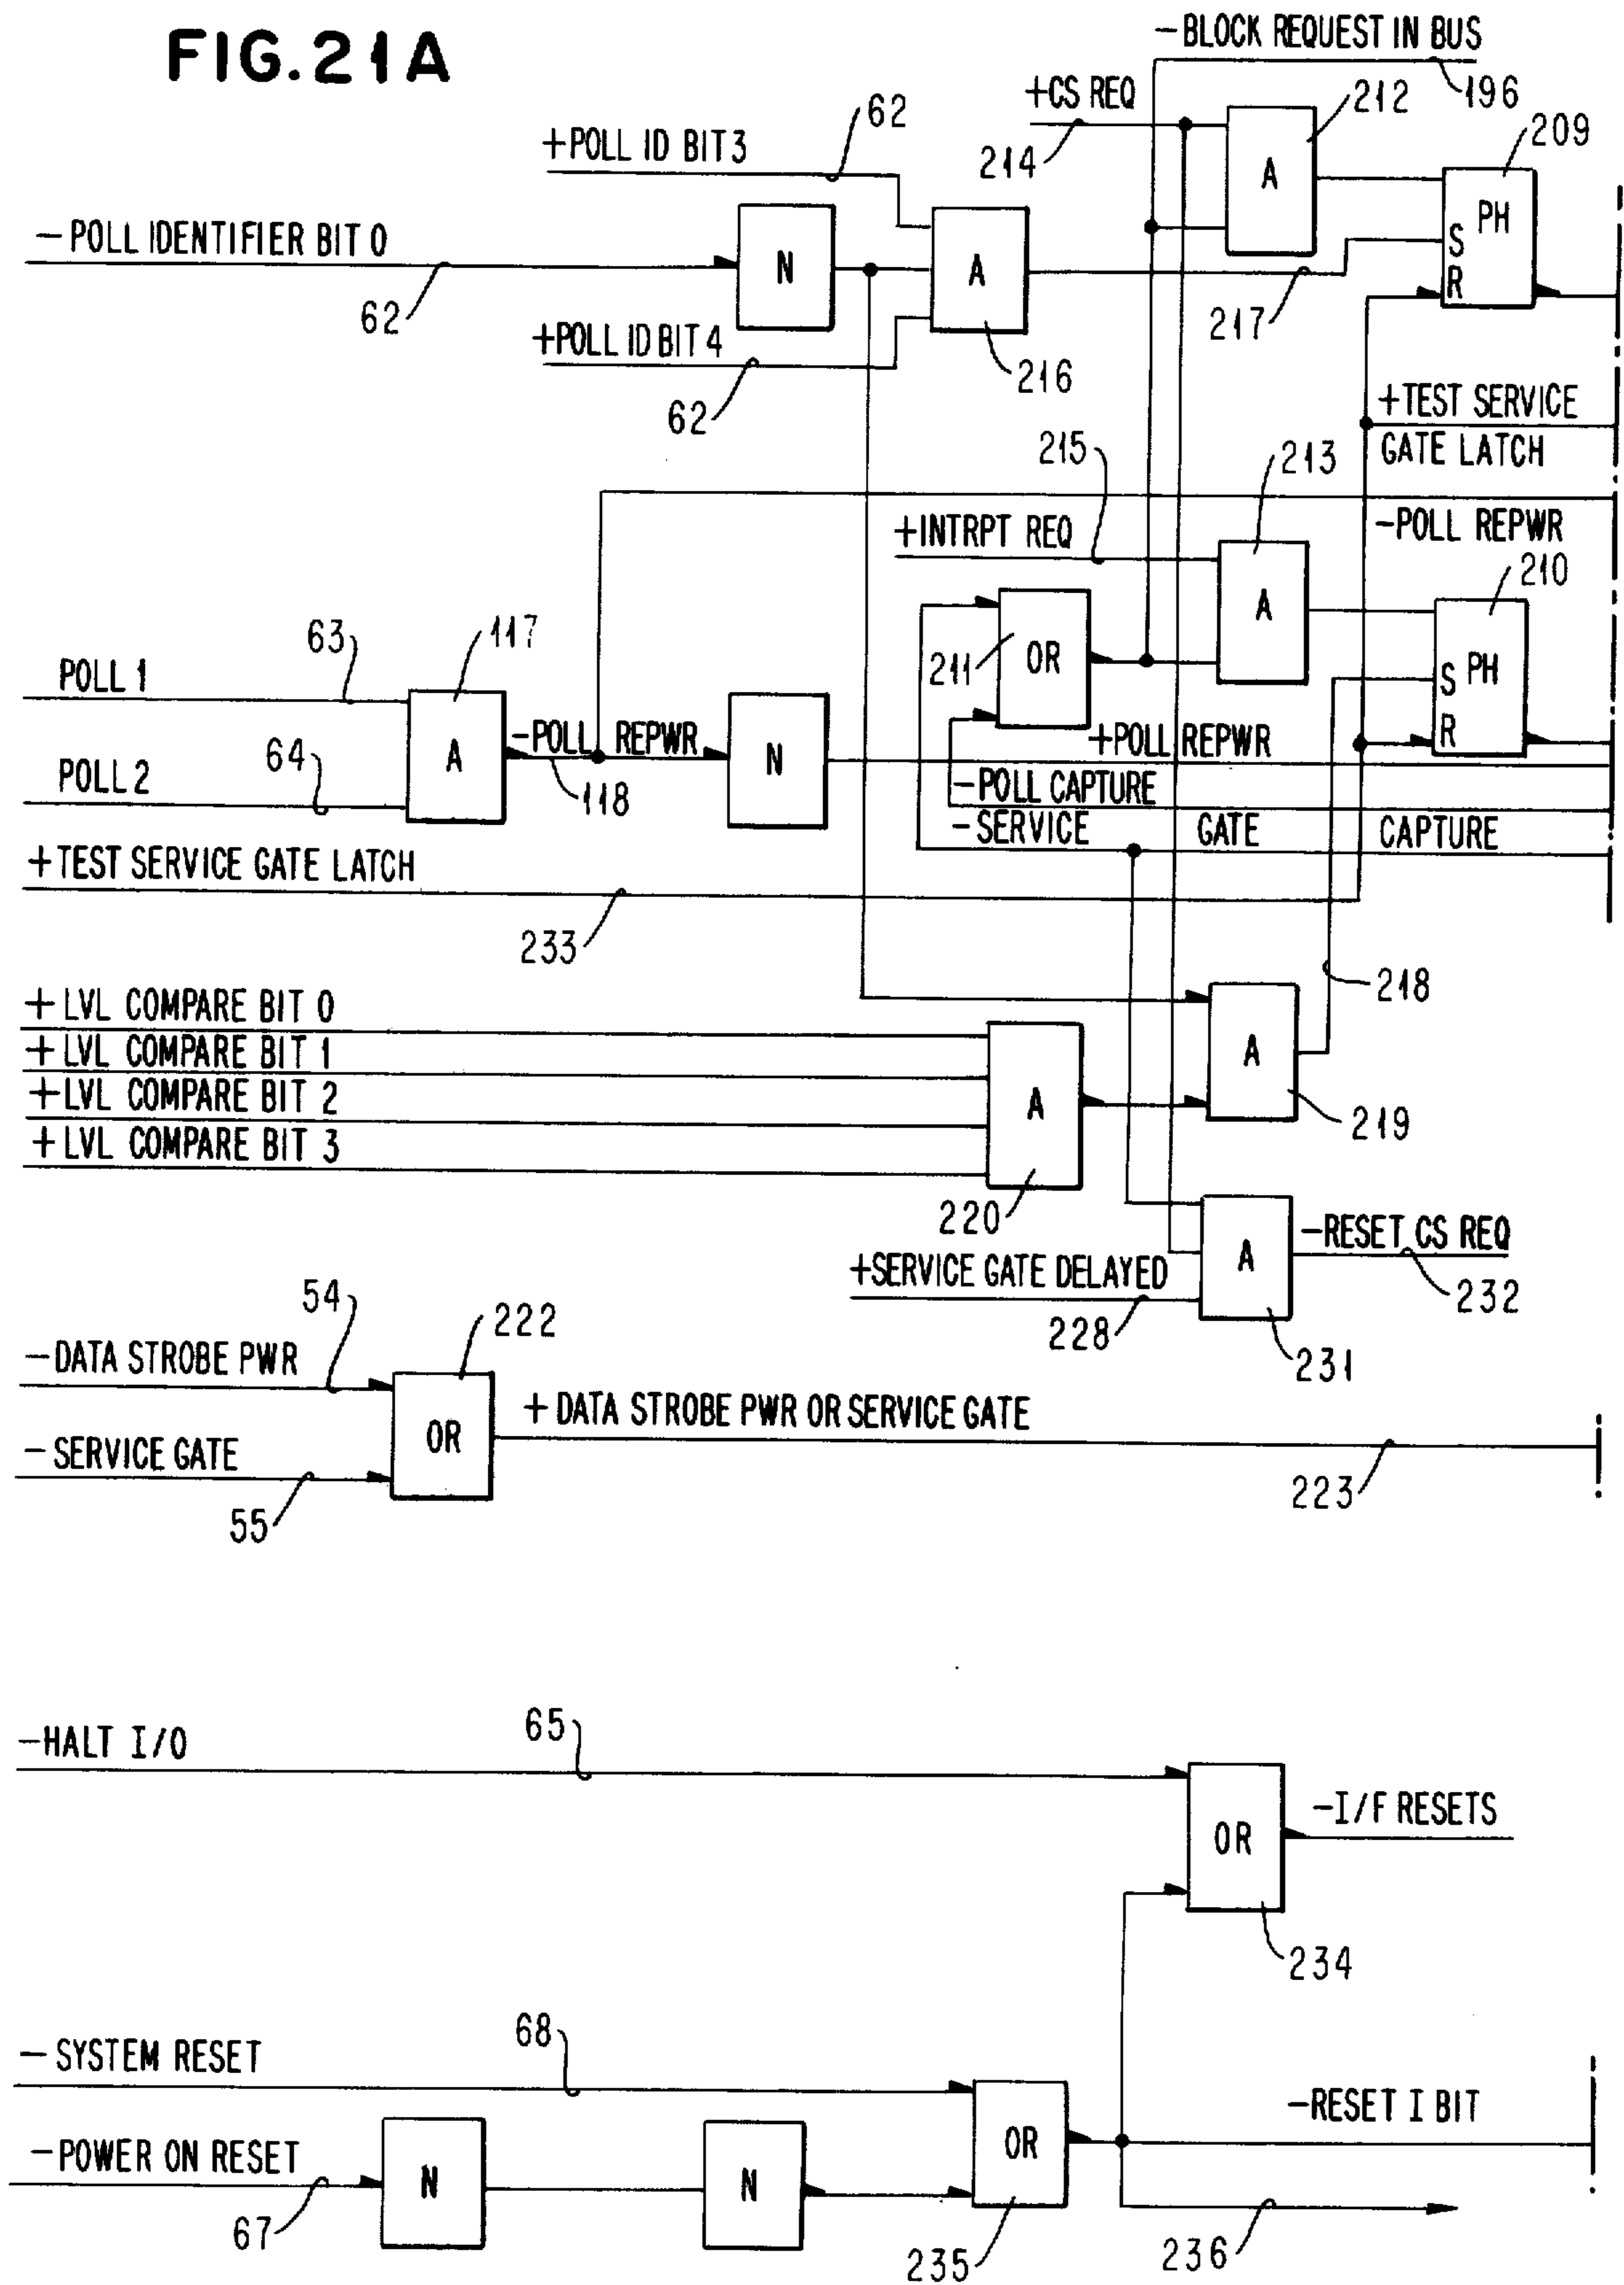 FIG.21A
-BLOCK REQUEST IN BUS
196
+CS REQ
214
212
A
209
PH
S
R
+POLL ID BIT3
62
-POLL IDENTIFIER BIT 0
62
N
A
216
217
+POLL ID BIT4
62
+TEST SERVICE
GATE LATCH
215
213
-POLL REPWR
+INTRPT REQ
A
210
PH
S
R
211
OR
63
117
POLL 1
A
-POLL REPWR
118
N
+POLL REPWR
64
POLL 2
-POLL CAPTURE
-SERVICE GATE CAPTURE
+TEST SERVICE GATE LATCH
233
218
+LVL COMPARE BIT 0
+LVL COMPARE BIT 1
+LVL COMPARE BIT 2
+LVL COMPARE BIT 3
A
220
A
219
-RESET CS REQ
232
A
231
+SERVICE GATE DELAYED
228
54
222
-DATA STROBE PWR
OR
+DATA STROBE PWR OR SERVICE GATE
223
-SERVICE GATE
55
-HALT I/O
65
OR
-I/F RESETS
234
-SYSTEM RESET
68
-RESET I BIT
-POWER ON RESET
67
N
N
OR
235
236